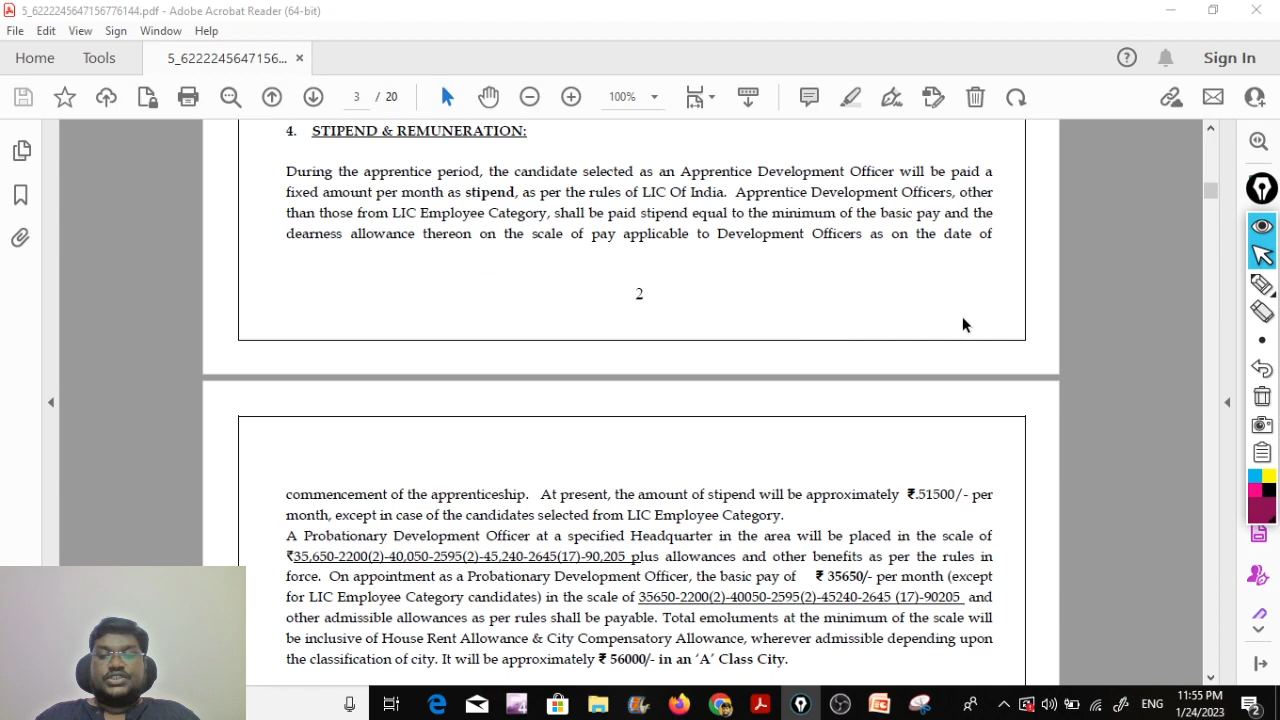 5_6222245647156776144.pdf - Adobe Acrobat Reader (64-bit)
File Edit View Sign Window Help
Home Tools 5_6222245647156... × Sign In
3 / 20 100%
4. STIPEND & REMUNERATION:
During the apprentice period, the candidate selected as an Apprentice Development Officer will be paid a
fixed amount per month as stipend, as per the rules of LIC Of India. Apprentice Development Officers, other
than those from LIC Employee Category, shall be paid stipend equal to the minimum of the basic pay and the
dearness allowance thereon on the scale of pay applicable to Development Officers as on the date of
2
commencement of the apprenticeship. At present, the amount of stipend will be approximately ₹.51500/- per
month, except in case of the candidates selected from LIC Employee Category.
A Probationary Development Officer at a specified Headquarter in the area will be placed in the scale of
₹35,650-2200(2)-40,050-2595(2)-45,240-2645(17)-90,205 plus allowances and other benefits as per the rules in
force. On appointment as a Probationary Development Officer, the basic pay of ₹ 35650/- per month (except
for LIC Employee Category candidates) in the scale of 35650-2200(2)-40050-2595(2)-45240-2645 (17)-90205 and
other admissible allowances as per rules shall be payable. Total emoluments at the minimum of the scale will
be inclusive of House Rent Allowance & City Compensatory Allowance, wherever admissible depending upon
the classification of city. It will be approximately ₹ 56000/- in an 'A' Class City.
ENG
11:55 PM
1/24/2023
2